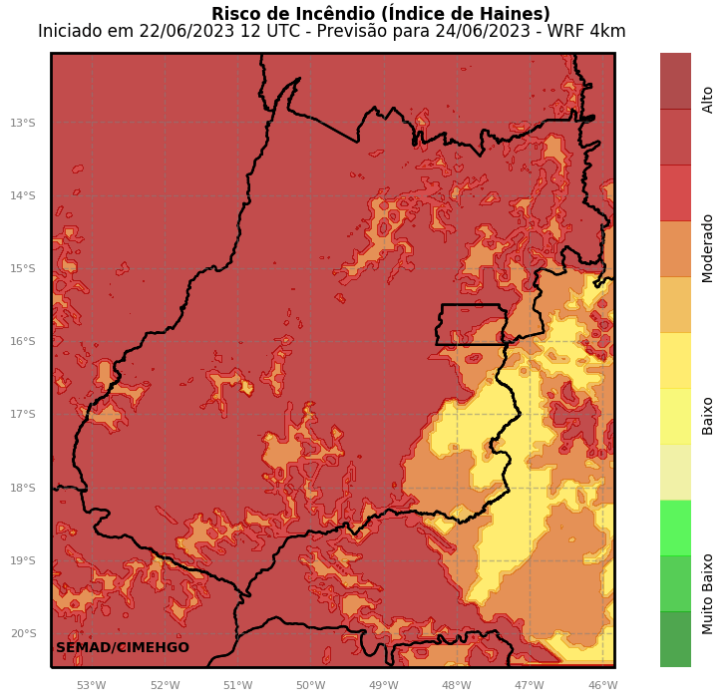 Risco de Incêndio (Índice de Haines)
Iniciado em 22/06/2023 12 UTC - Previsão para 24/06/2023 - WRF 4km
13°S
14°S
15°S
16°S
17°S
18°S
19°S
20°S
SEMAD/CIMEHGO
53°W
52°W
51°W
50°W
49°W
48°W
47°W
46°W
Alto
Moderado
Baixo
Muito Baixo